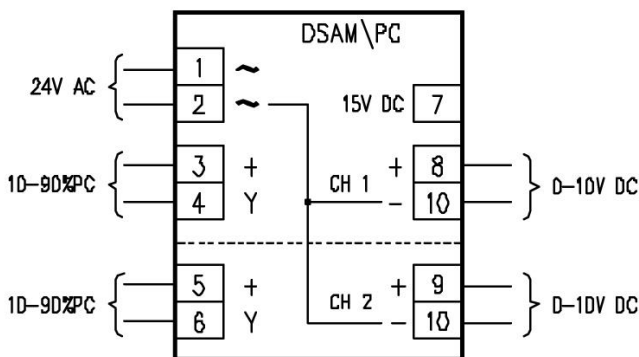 DSAM\PC
24V AC
1 ~
2 ~
15V DC 7
10-90%PC
3 +
4 Y
CH 1
+ 8
- 10
0-10V DC
10-90%PC
5 +
6 Y
CH 2
+ 9
- 10
0-10V DC